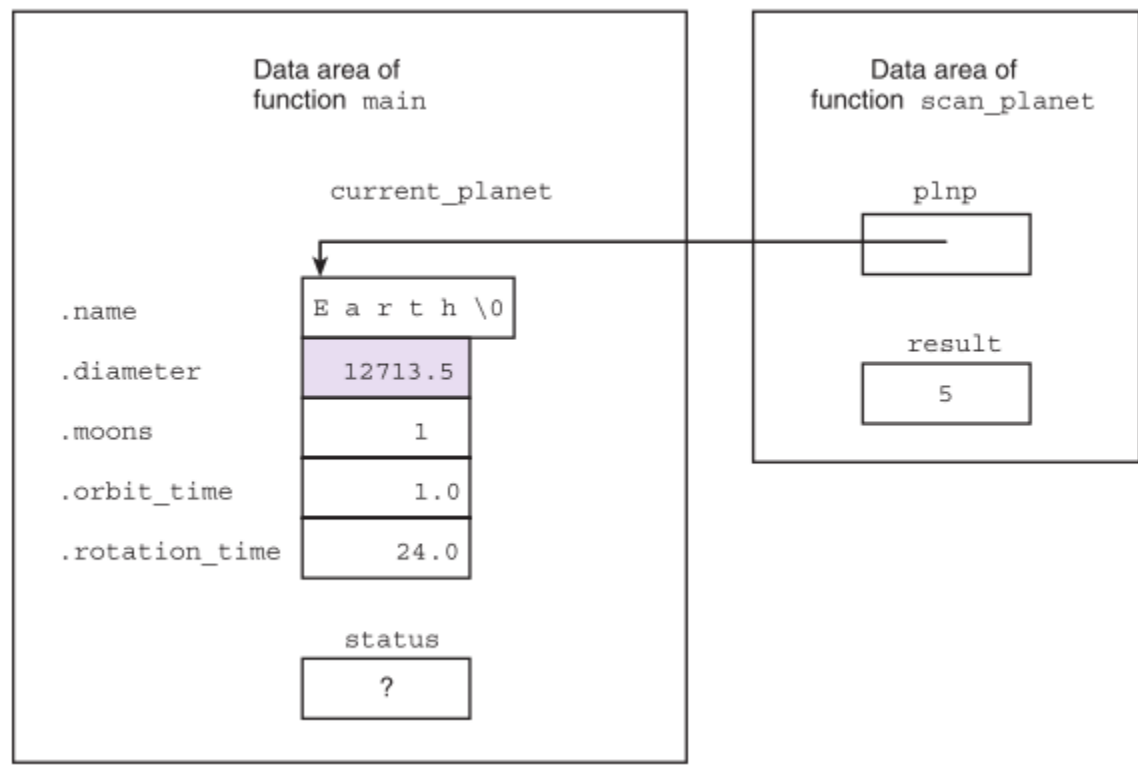 Data area of
function main
Data area of
function scan_planet
current_planet
plnp
.name E a r t h \0
result
.diameter 12713.5
5
.moons 1
.orbit_time 1.0
.rotation_time 24.0
status
?